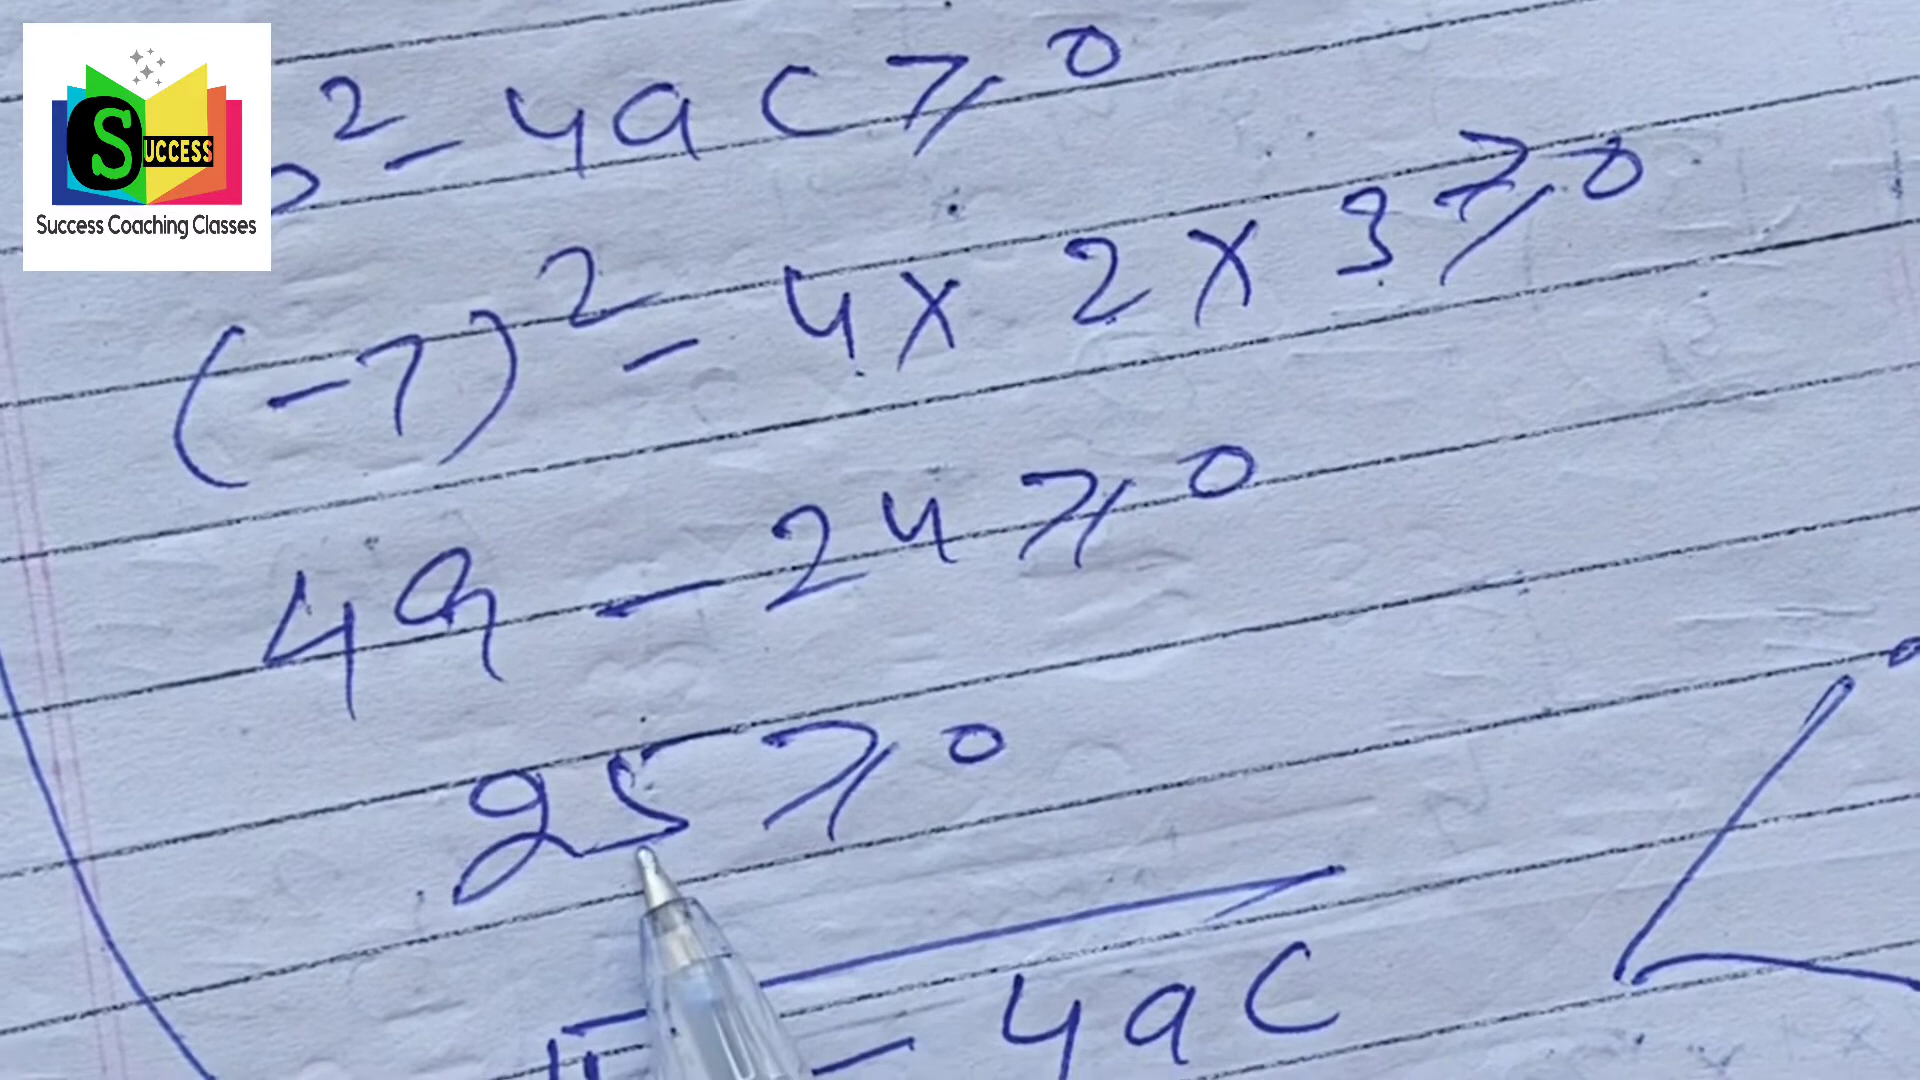 SUCCESS
Success Coaching Classes
b² - 4ac ⩾ 0
(-7)² - 4 × 2 × 3 ⩾ 0
49 - 24 ⩾ 0
25 ⩾ 0
- 4ac